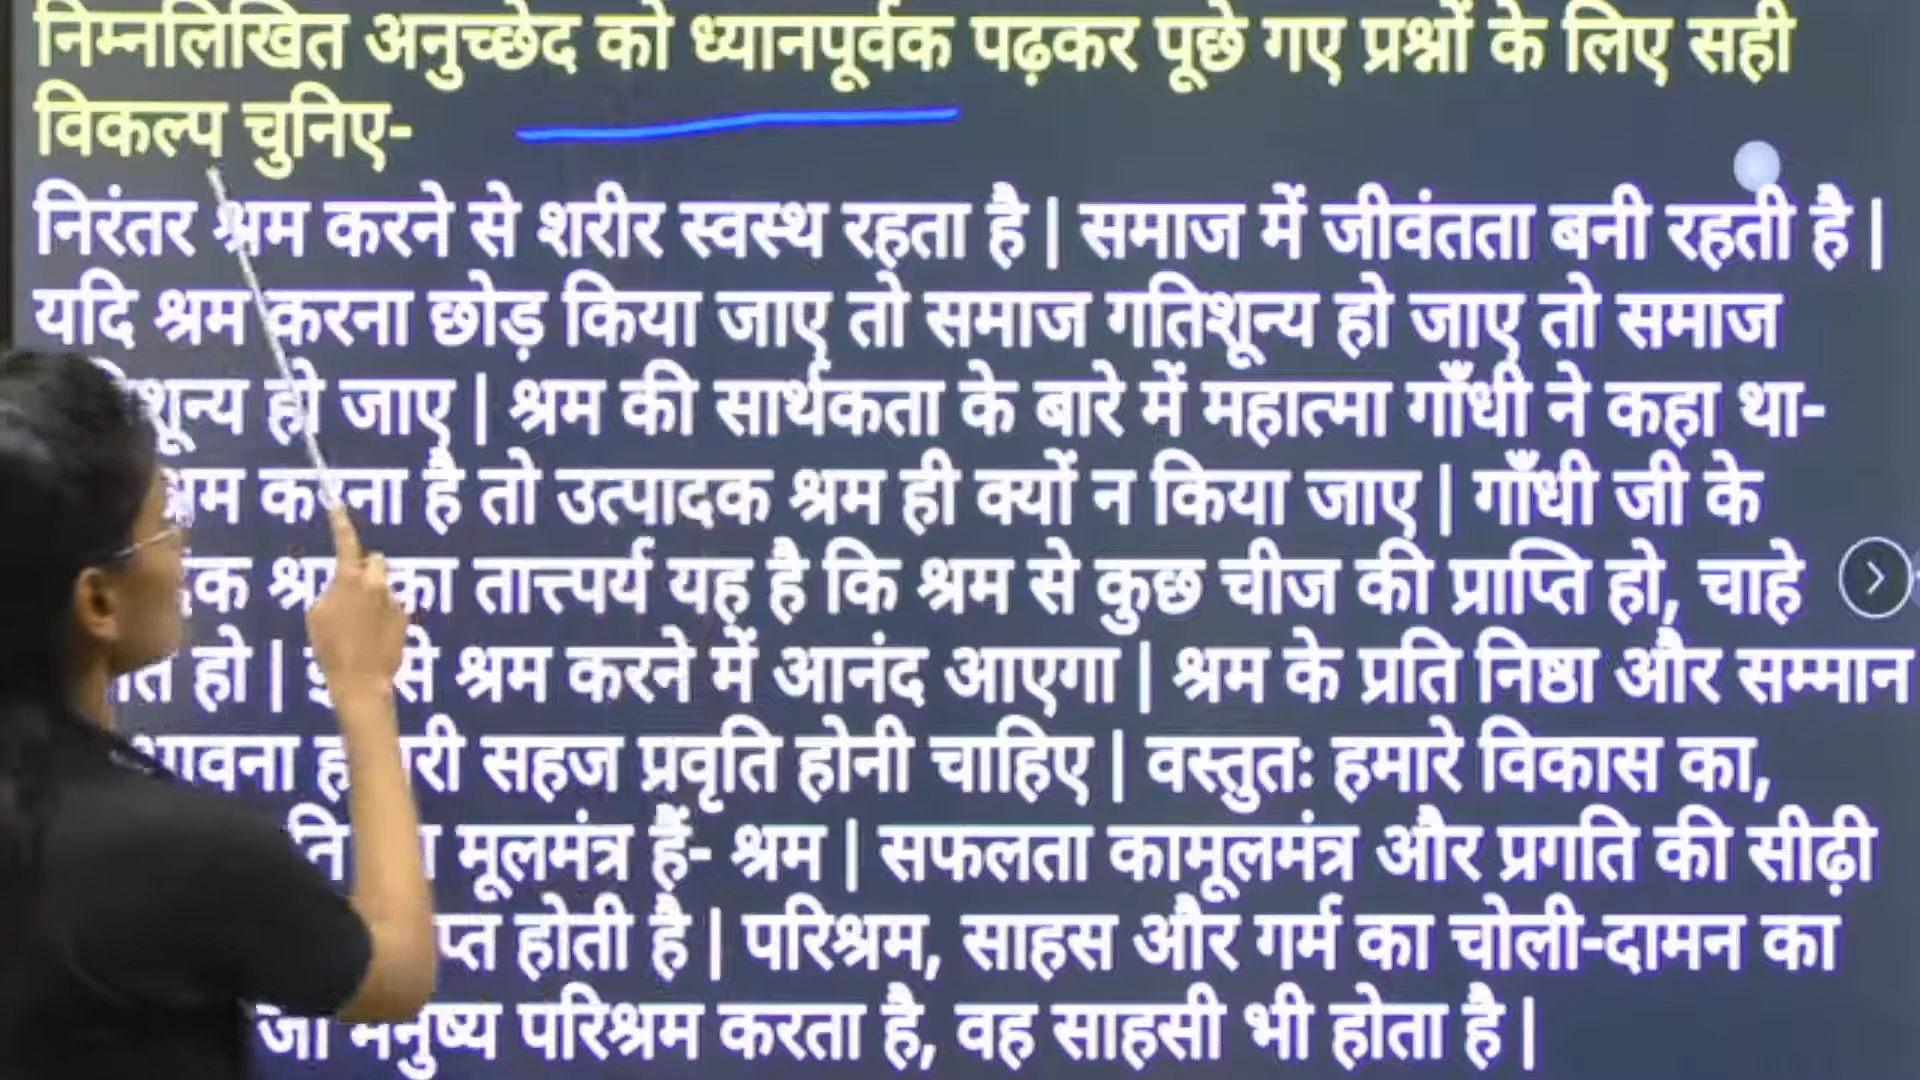 निम्नलिखित अनुच्छेद को ध्यानपूर्वक पढ़कर पूछे गए प्रश्नों के लिए सही
विकल्प चुनिए-
निरंतर श्रम करने से शरीर स्वस्थ रहता है | समाज में जीवंतता बनी रहती है |
यदि श्रम करना छोड़ किया जाए तो समाज गतिशून्य हो जाए तो समाज
हो जाए | श्रम की सार्थकता के बारे में महात्मा गाँधी ने कहा था-
श्रम करना है तो उत्पादक श्रम ही क्यों न किया जाए | गाँधी जी के
श्रम का तात्त्पर्य यह है कि श्रम से कुछ चीज की प्राप्ति हो, चाहे
हो | श्रम करने में आनंद आएगा | श्रम के प्रति निष्ठा और सम्मान
सहज प्रवृति होनी चाहिए | वस्तुतः हमारे विकास का,
मूलमंत्र हैं- श्रम | सफलता कामूलमंत्र और प्रगति की सीढ़ी
होती है | परिश्रम, साहस और गर्म का चोली-दामन का
जो मनुष्य परिश्रम करता है, वह साहसी भी होता है |